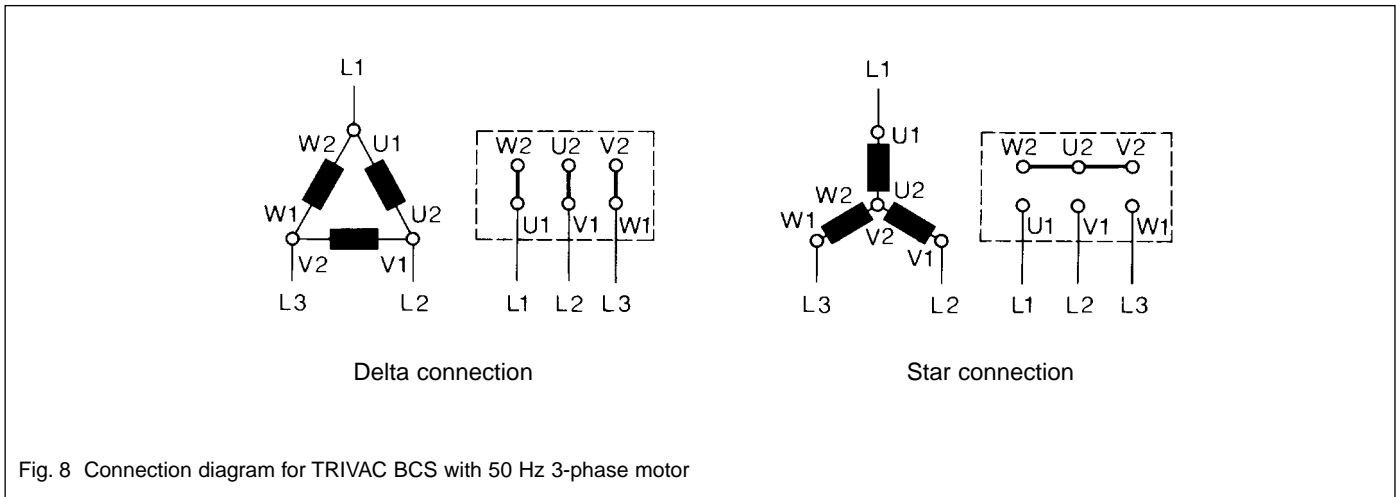 L1
W2 U1
W1 U2
V2 V1
L3 L2
W2 U2 V2
U1 V1 W1
L1 L2 L3
Delta connection
L1
U1
W2 U2
W1 V2 V1
L3 L2
W2 U2 V2
U1 V1 W1
L1 L2 L3
Star connection
Fig. 8 Connection diagram for TRIVAC BCS with 50 Hz 3-phase motor